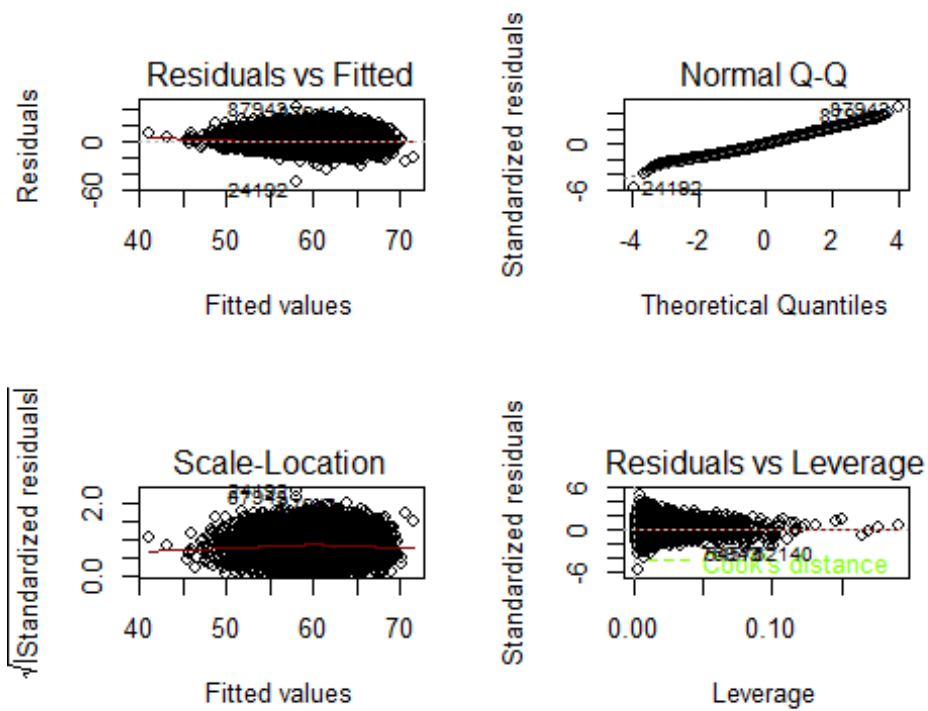 Residuals vs Fitted
Residuals
0
-60
87943
24192
40 50 60 70
Fitted values
Normal Q-Q
Standardized residuals
0
-6
87943
24192
-4 -2 0 2 4
Theoretical Quantiles
Scale-Location
√|Standardized residuals|
2.0
0.0
40 50 60 70
Fitted values
Residuals vs Leverage
Standardized residuals
6
0
-6
Cook's distance
0.00 0.10
Leverage